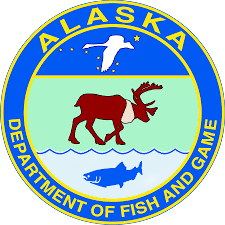 ALASKA
DEPARTMENT OF FISH AND GAME